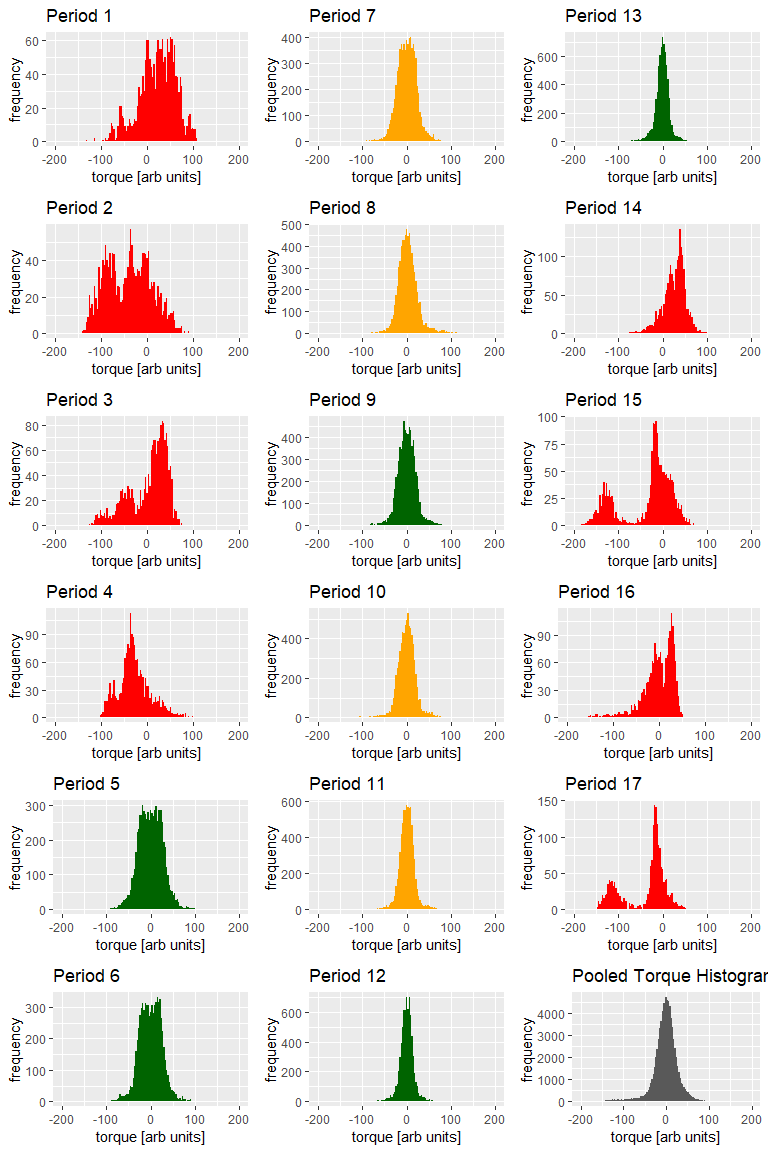 Period 1
frequency
60
40
20
0
-200 -100 0 100 200
torque [arb units]
Period 7
frequency
400
300
200
100
0
-200 -100 0 100 200
torque [arb units]
Period 13
frequency
600
400
200
0
-200 -100 0 100 200
torque [arb units]
Period 2
frequency
40
20
0
-200 -100 0 100 200
torque [arb units]
Period 8
frequency
500
400
300
200
100
0
-200 -100 0 100 200
torque [arb units]
Period 14
frequency
100
50
0
-200 -100 0 100 200
torque [arb units]
Period 3
frequency
80
60
40
20
0
-200 -100 0 100 200
torque [arb units]
Period 9
frequency
400
300
200
100
0
-200 -100 0 100 200
torque [arb units]
Period 15
frequency
100
75
50
25
0
-200 -100 0 100 200
torque [arb units]
Period 4
frequency
90
60
30
0
-200 -100 0 100 200
torque [arb units]
Period 10
frequency
400
200
0
-200 -100 0 100 200
torque [arb units]
Period 16
frequency
90
60
30
0
-200 -100 0 100 200
torque [arb units]
Period 5
frequency
300
200
100
0
-200 -100 0 100 200
torque [arb units]
Period 11
frequency
600
400
200
0
-200 -100 0 100 200
torque [arb units]
Period 17
frequency
150
100
50
0
-200 -100 0 100 200
torque [arb units]
Period 6
frequency
300
200
100
0
-200 -100 0 100 200
torque [arb units]
Period 12
frequency
600
400
200
0
-200 -100 0 100 200
torque [arb units]
Pooled Torque Histogram
frequency
4000
3000
2000
1000
0
-200 -100 0 100 200
torque [arb units]